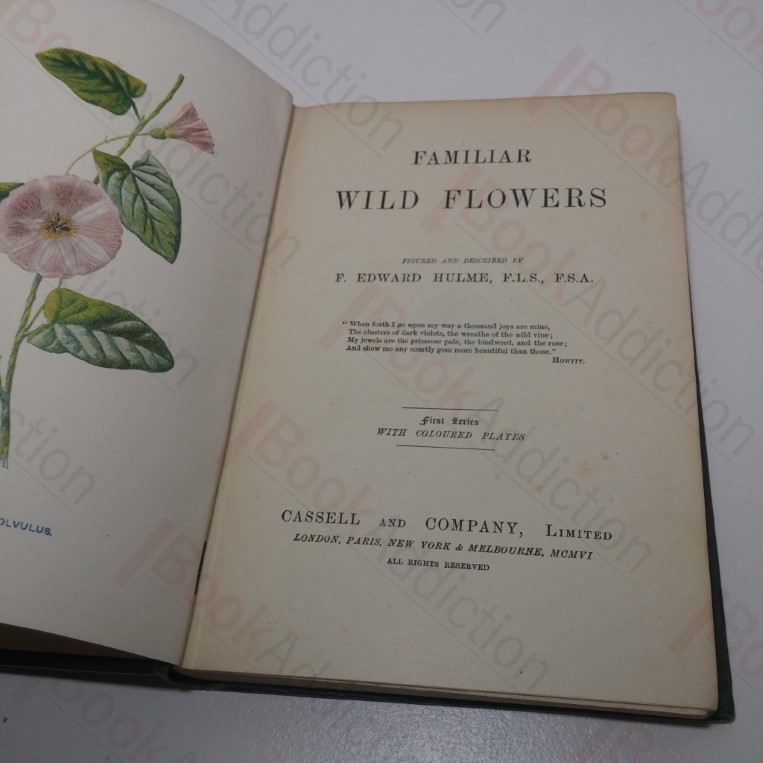 OLVULUS.
FAMILIAR
WILD FLOWERS
FIGURED AND DESCRIBED BY
F. EDWARD HULME, F.L.S., F.S.A.
"When forth I go upon my way a thousand joys are mine,
The clusters of dark violets, the wreaths of the wild vine;
My jewels are the primrose pale, the bindweed, and the rose;
And show me any courtly gem more beautiful than those."
HOWITT.
First Series
WITH COLOURED PLATES
CASSELL AND COMPANY, LIMITED
LONDON, PARIS, NEW YORK & MELBOURNE, MCMVI
ALL RIGHTS RESERVED
BookAddiction